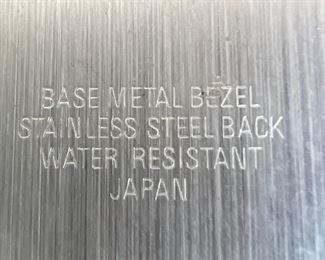 BASE METAL BEZEL
STAINLESS STEEL BACK
WATER RESISTANT
JAPAN